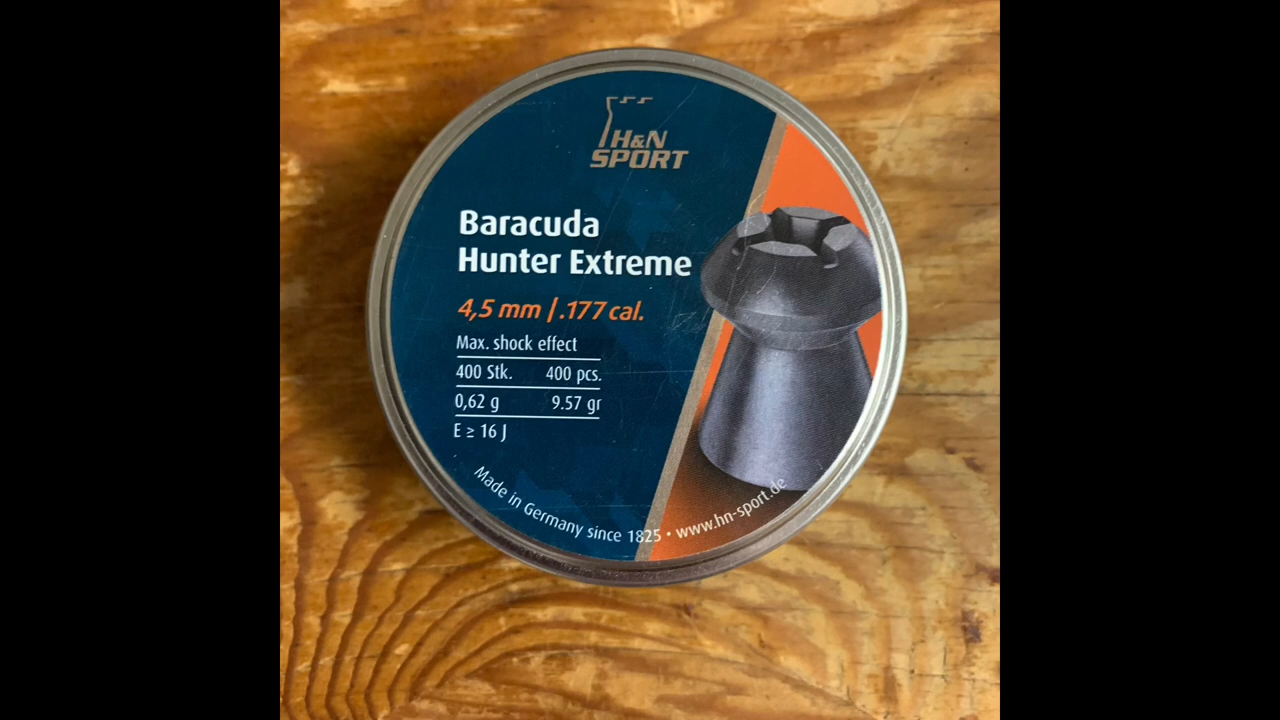 H&N
SPORT
Baracuda
Hunter Extreme
4,5 mm | .177 cal.
Max. shock effect
400 Stk. 400 pcs.
0,62 g 9.57 gr
E ≥ 16 J
Made in Germany since 1825 • www.hn-sport.de